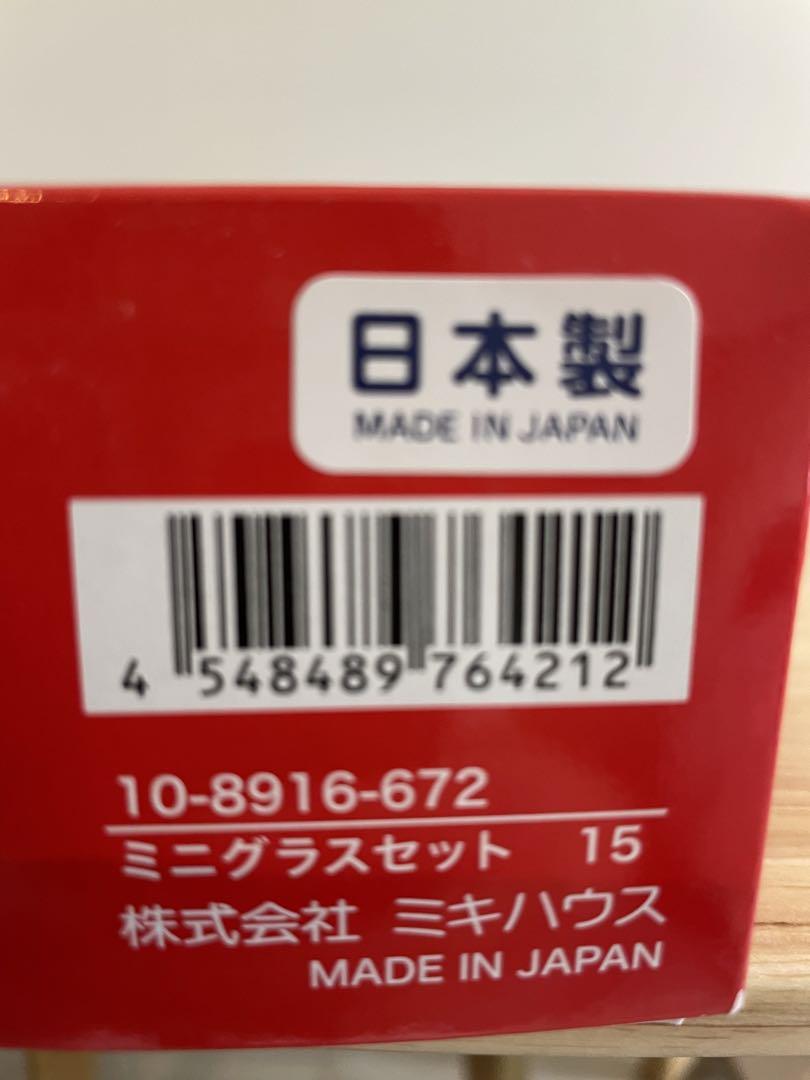 日本製
MADE IN JAPAN
4 548489 764212
10-8916-672
ミニグラスセット 15
株式会社 ミキハウス
MADE IN JAPAN